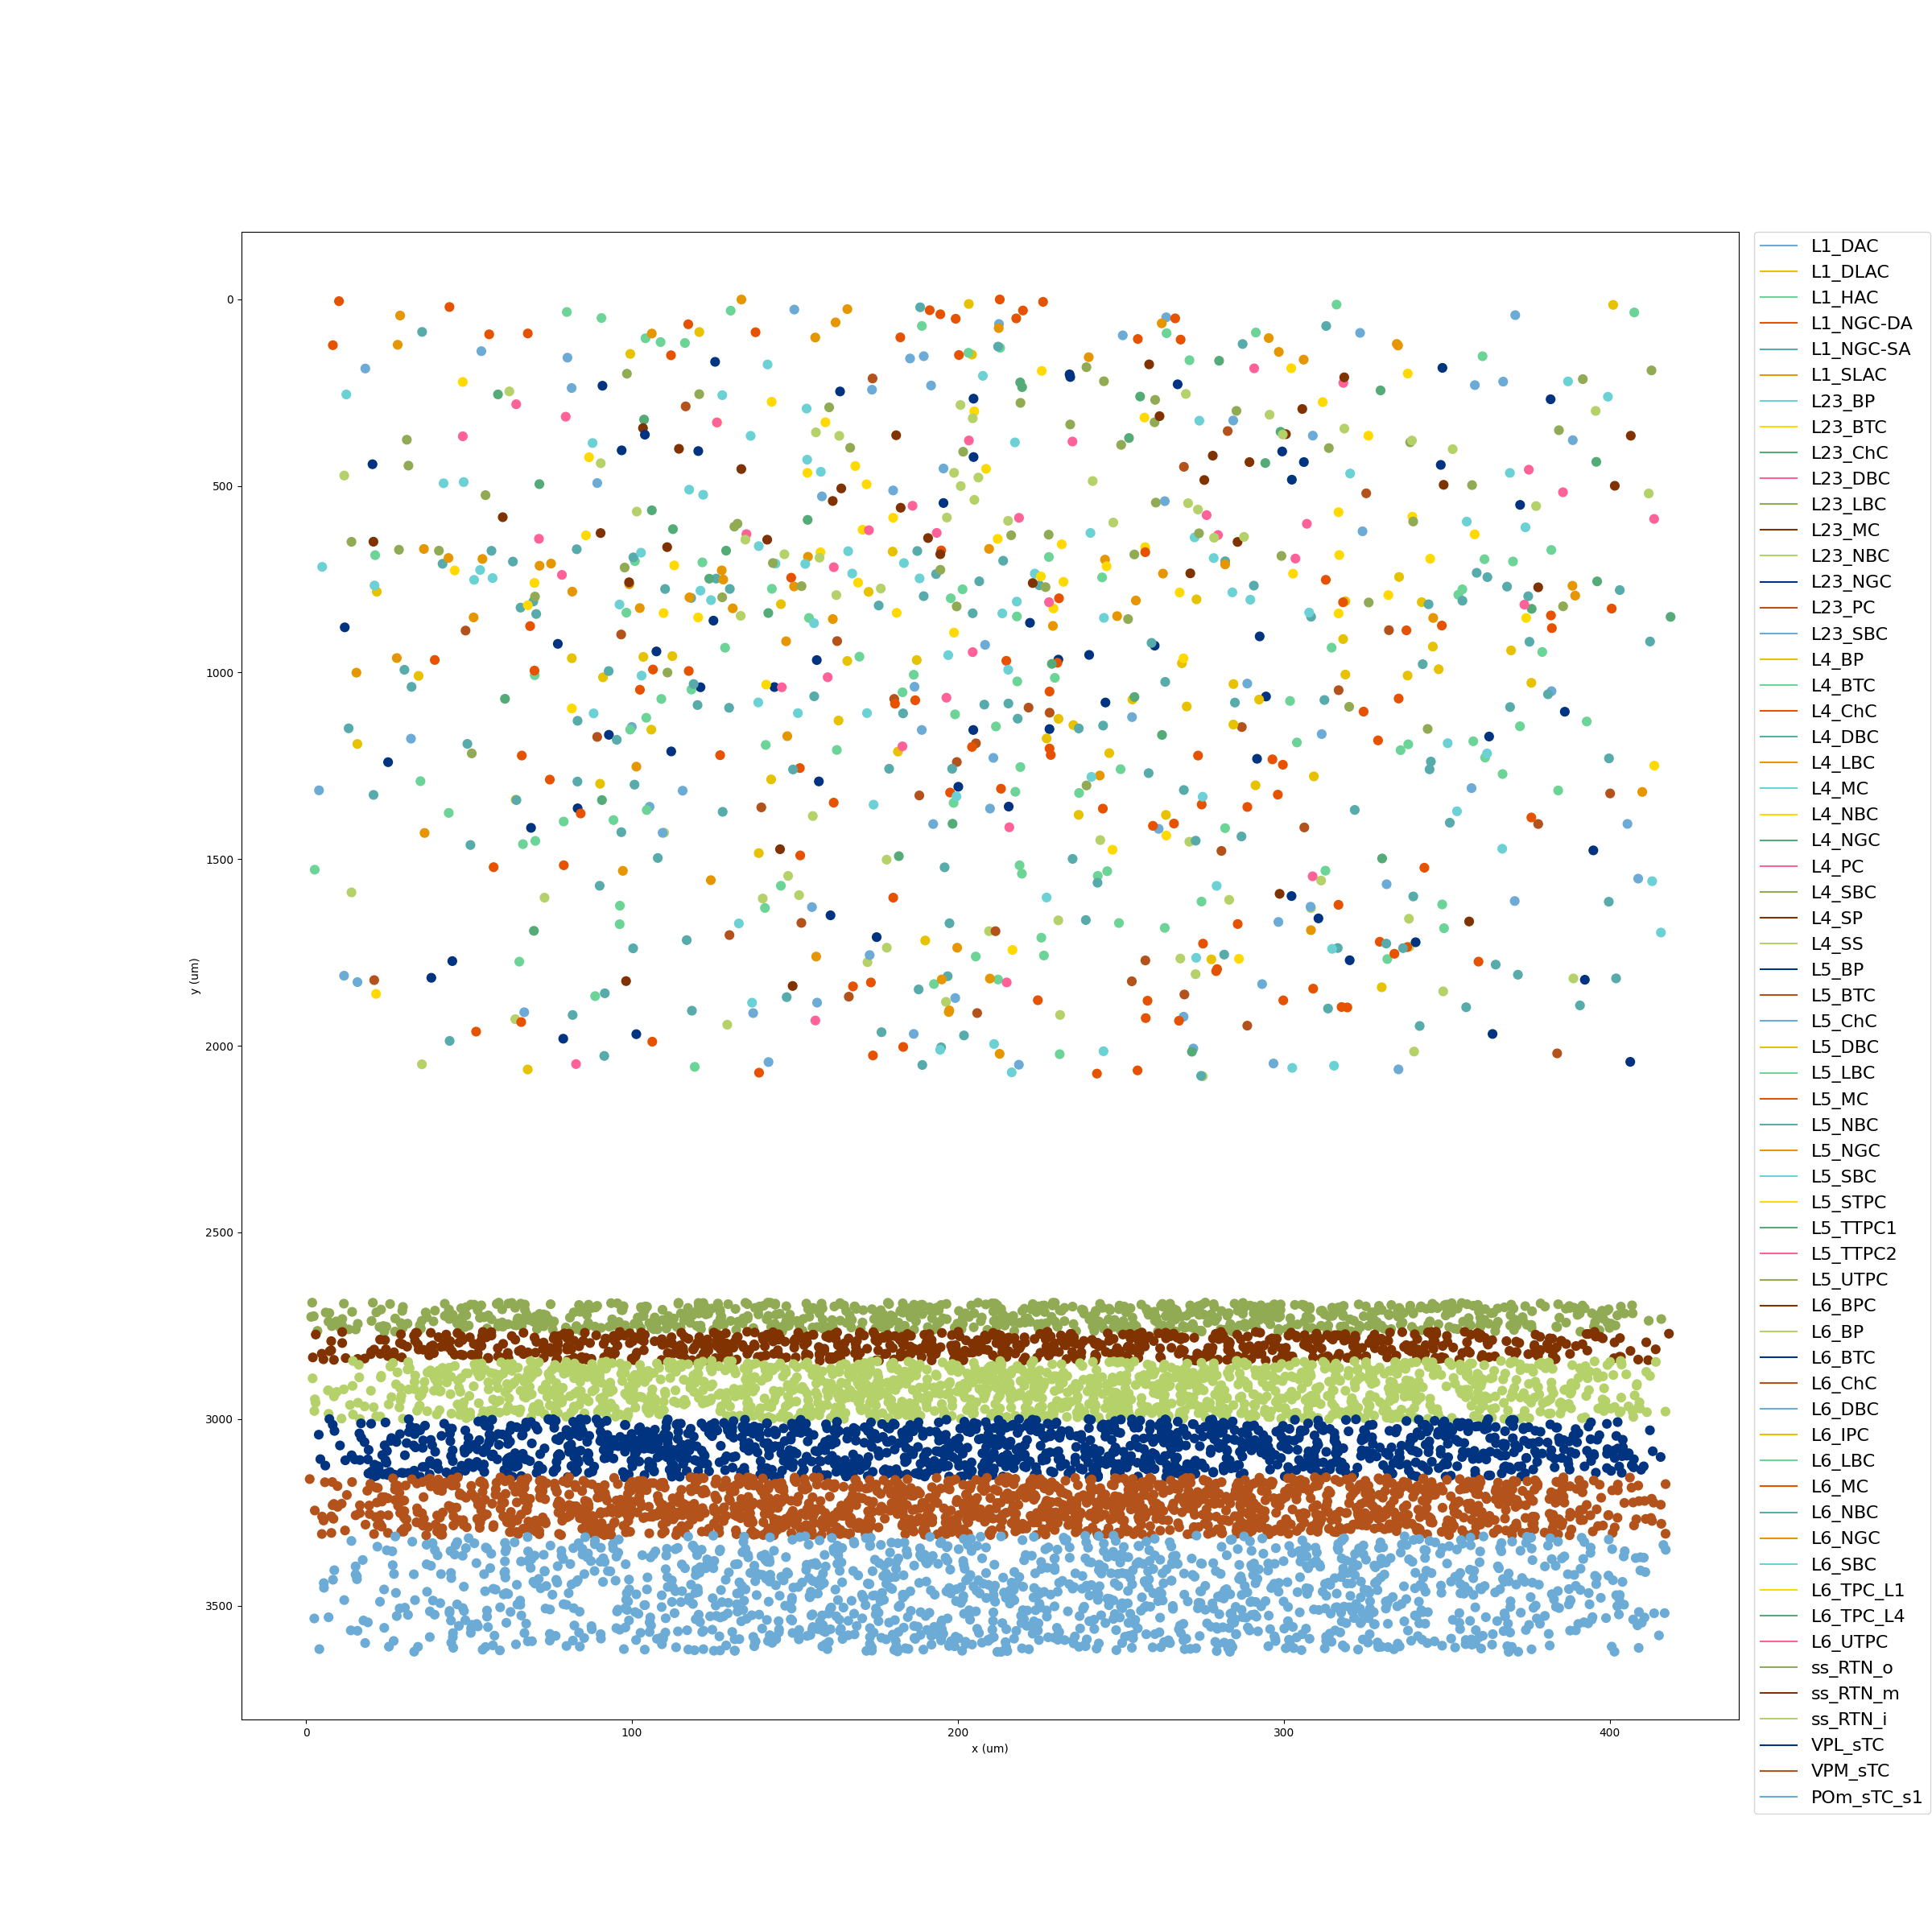 0
500
1000
1500
2000
2500
3000
3500
y (um)
0 100 200 300 400
x (um)
L1_DAC
L1_DLAC
L1_HAC
L1_NGC-DA
L1_NGC-SA
L1_SLAC
L23_BP
L23_BTC
L23_ChC
L23_DBC
L23_LBC
L23_MC
L23_NBC
L23_NGC
L23_PC
L23_SBC
L4_BP
L4_BTC
L4_ChC
L4_DBC
L4_LBC
L4_MC
L4_NBC
L4_NGC
L4_PC
L4_SBC
L4_SP
L4_SS
L5_BP
L5_BTC
L5_ChC
L5_DBC
L5_LBC
L5_MC
L5_NBC
L5_NGC
L5_SBC
L5_STPC
L5_TTPC1
L5_TTPC2
L5_UTPC
L6_BPC
L6_BP
L6_BTC
L6_ChC
L6_DBC
L6_IPC
L6_LBC
L6_MC
L6_NBC
L6_NGC
L6_SBC
L6_TPC_L1
L6_TPC_L4
L6_UTPC
ss_RTN_o
ss_RTN_m
ss_RTN_i
VPL_sTC
VPM_sTC
POm_sTC_s1